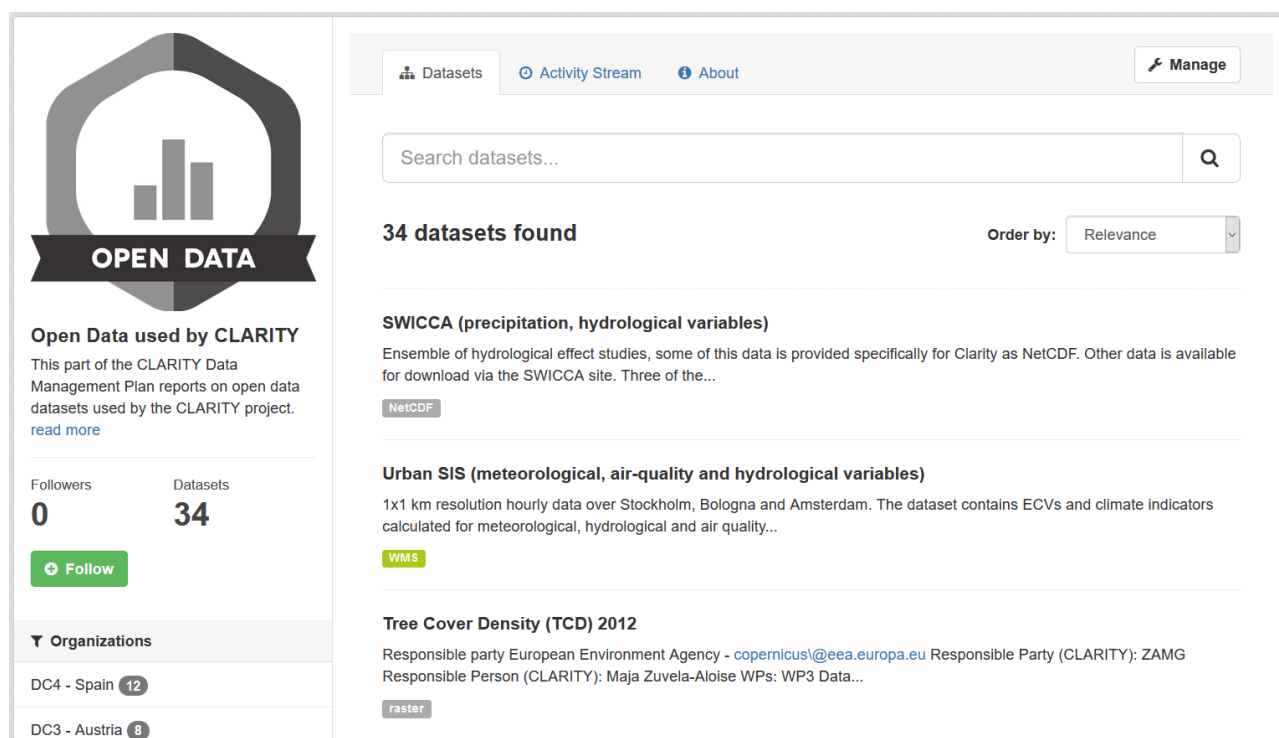 OPEN DATA
Open Data used by CLARITY
This part of the CLARITY Data
Management Plan reports on open data
datasets used by the CLARITY project.
read more
Followers
Datasets
0
34
Follow
Organizations
DC4 - Spain 12
DC3 - Austria 8
Datasets
Activity Stream
About
Manage
Search datasets...
34 datasets found
Order by:
Relevance
SWICCA (precipitation, hydrological variables)
Ensemble of hydrological effect studies, some of this data is provided specifically for Clarity as NetCDF. Other data is available
for download via the SWICCA site. Three of the...
NetCDF
Urban SIS (meteorological, air-quality and hydrological variables)
1x1 km resolution hourly data over Stockholm, Bologna and Amsterdam. The dataset contains ECVs and climate indicators
calculated for meteorological, hydrological and air quality...
WMS
Tree Cover Density (TCD) 2012
Responsible party European Environment Agency - copernicus\@eea.europa.eu Responsible Party (CLARITY): ZAMG
Responsible Person (CLARITY): Maja Zuvela-Aloise WPs: WP3 Data...
raster